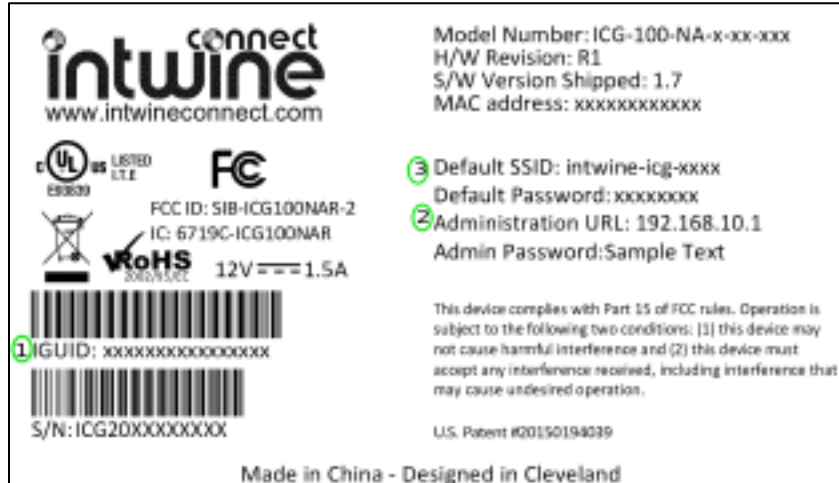 intwine connect
www.intwineconnect.com
Model Number: ICG-100-NA-x-xx-xxx
H/W Revision: R1
S/W Version Shipped: 1.7
MAC address: xxxxxxxxxxxx
C UL US LISTED
I.T.E
FC
FCC ID: SIB-ICG100NAR-2
IC: 6719C-ICG100NAR
RoHS
12V 1.5A
1 IGUID: xxxxxxxxxxxxxxxx
S/N: ICG20XXXXXXXX
3 Default SSID: intwine-icg-xxxx
Default Password: xxxxxxxx
2 Administration URL: 192.168.10.1
Admin Password:Sample Text
This device complies with Part 15 of FCC rules. Operation is
subject to the following two conditions: (1) this device may
not cause harmful interference and (2) this device must
accept any interference received, including interference that
may cause undesired operation.
U.S. Patent #20150194039
Made in China - Designed in Cleveland